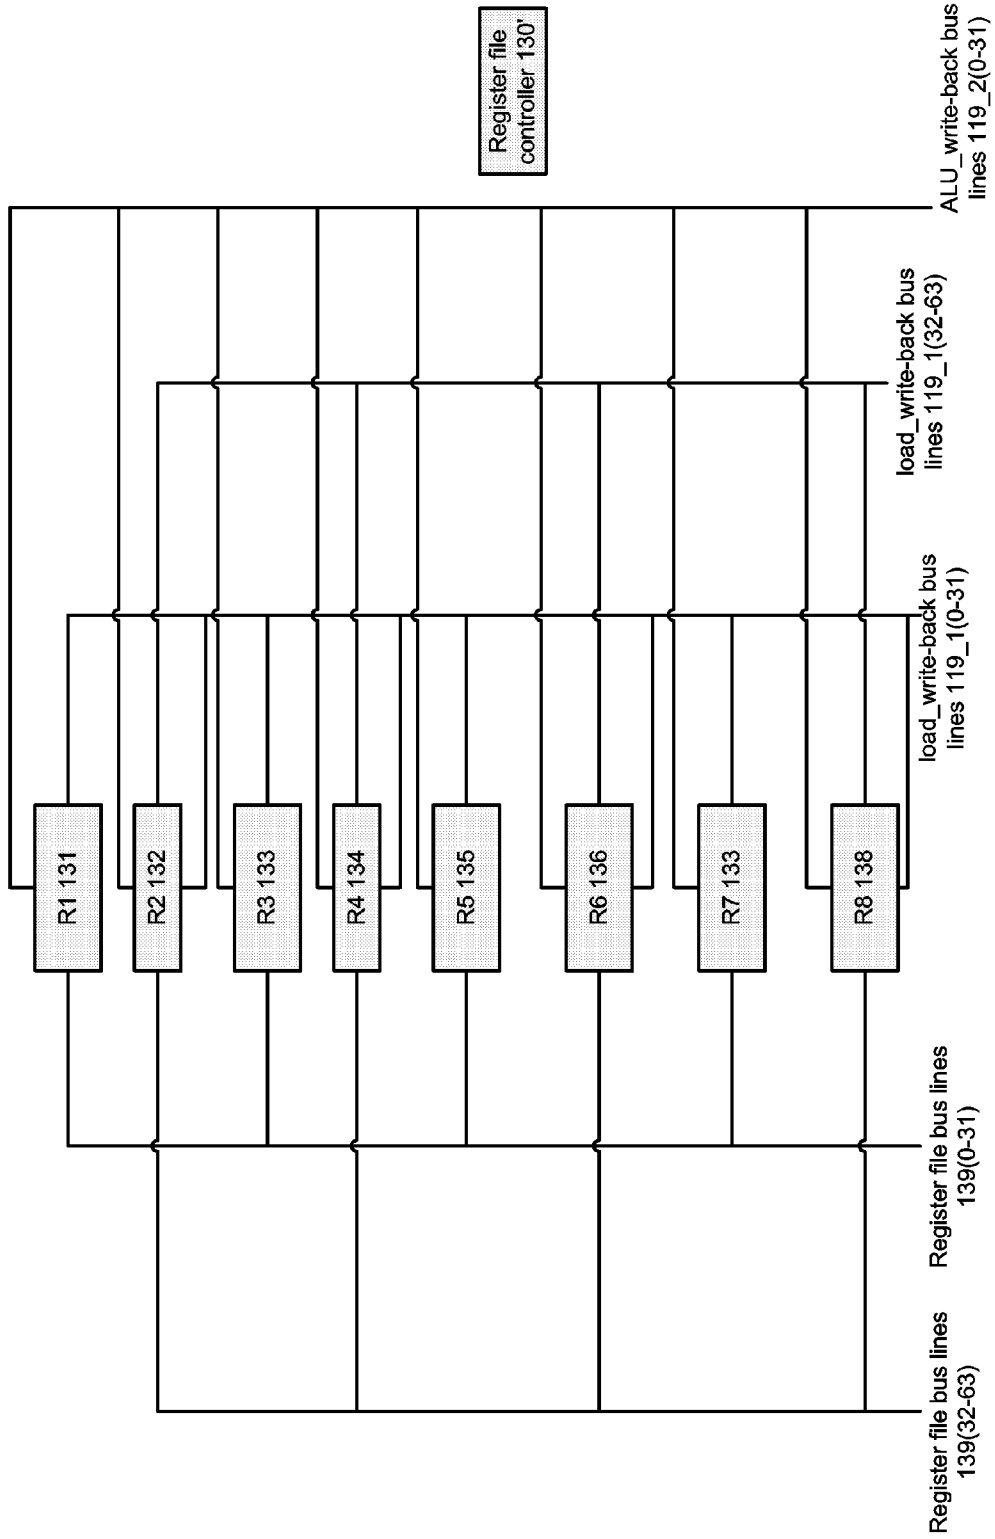 Register file
controller 130'
ALU_write-back bus
lines 119_2(0-31)
load_write-back bus
lines 119_1(32-63)
load_write-back bus
lines 119_1(0-31)
R1 131
R2 132
R3 133
R4 134
R5 135
R6 136
R7 133
R8 138
Register file bus lines
139(0-31)
Register file bus lines
139(32-63)